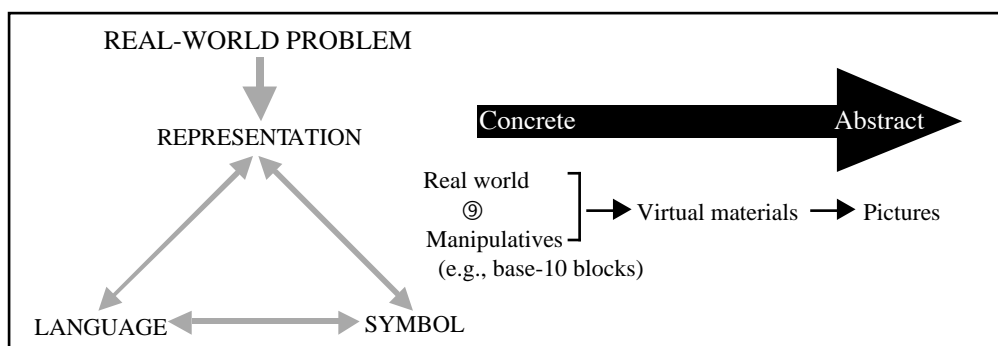 REAL-WORLD PROBLEM
REPRESENTATION
LANGUAGE
SYMBOL
Concrete
Abstract
Real world
⑨
Manipulatives
(e.g., base-10 blocks)
Virtual materials
Pictures